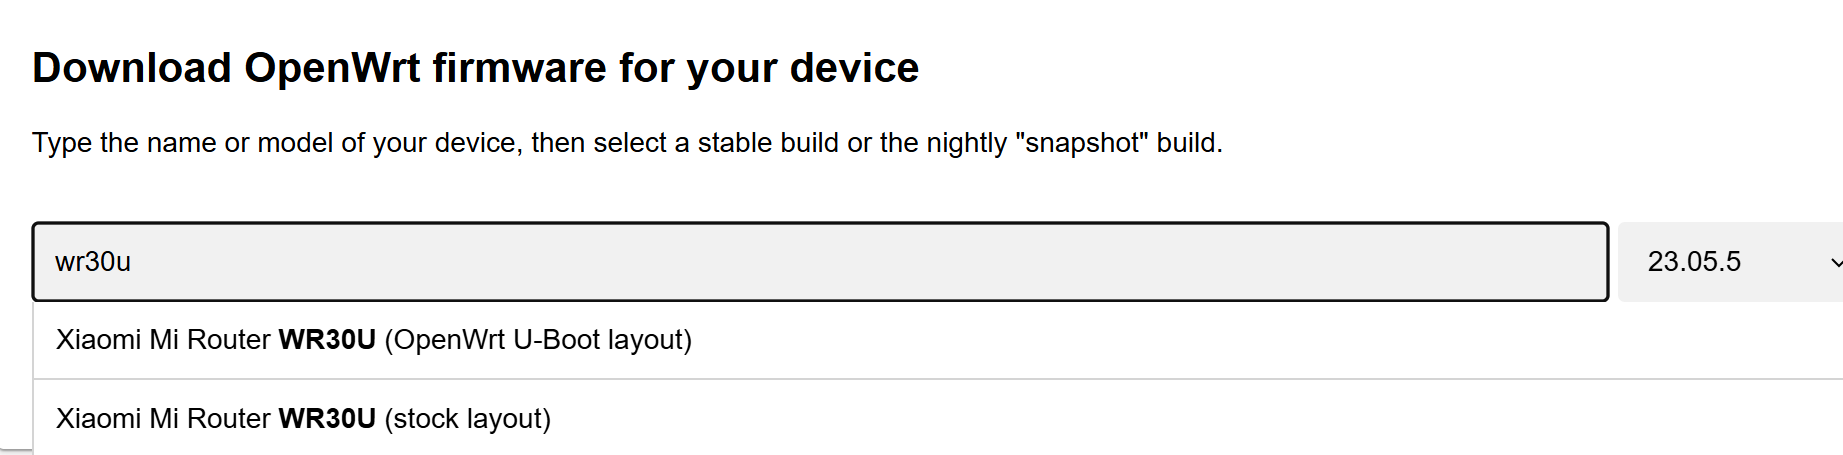 Download OpenWrt firmware for your device
Type the name or model of your device, then select a stable build or the nightly "snapshot" build.
wr30u
23.05.5
Xiaomi Mi Router WR30U (OpenWrt U-Boot layout)
Xiaomi Mi Router WR30U (stock layout)